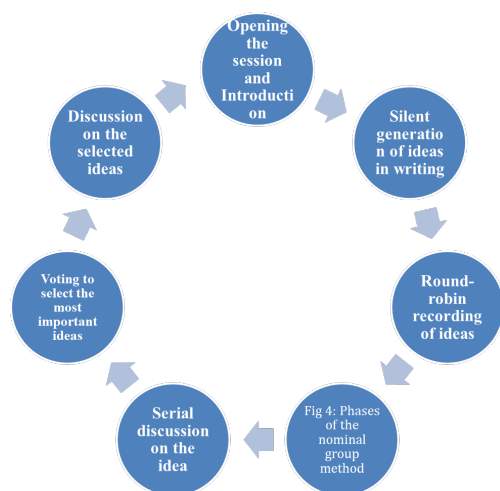 Opening
the
session
and
Introducti
on
Silent
generatio
n of ideas
in writing
Round-
robin
recording
of ideas
Fig 4: Phases
of the
nominal
group
method
Serial
discussion
on the
idea
Voting to
select the
most
important
ideas
Discussion
on the
selected
ideas